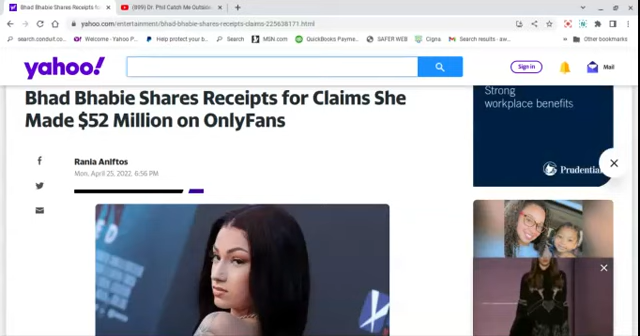 Bhad Bhabie Shares Receipts fo
(899) Dr. Phil Catch Me Outsid
yahoo.com/entertainment/bhad-bhabie-shares-receipts-claims-225638171.html
search.conduit.com
Welcome - Yahoo P...
Help protect your b...
Search
MSN.com
QuickBooks Payme...
SAFER WEB
Cigna
Search results - aw...
Other bookmarks
yahoo!
Sign in
Mail
Bhad Bhabie Shares Receipts for Claims She
Made $52 Million on OnlyFans
Strong
workplace benefits
Prudential
Rania Aniftos
Mon, April 25, 2022, 6:56 PM